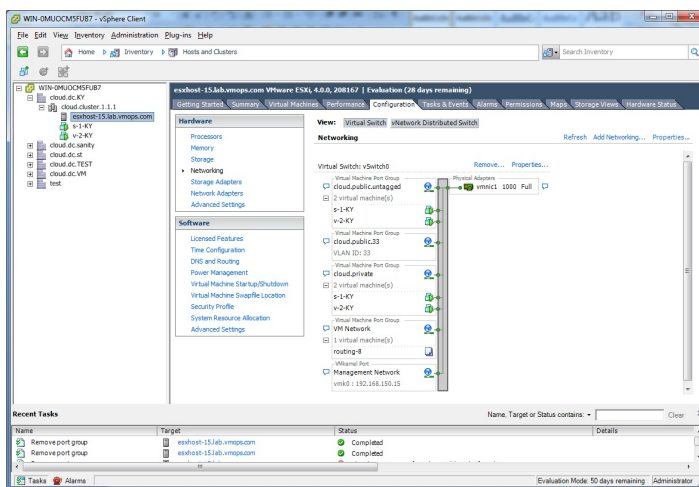 WIN-0MUOCM5FUB7 - vSphere Client
File Edit View Inventory Administration Plug-ins Help
Home Inventory Hosts and Clusters
Search Inventory
WIN-0MUOCM5FUB7
cloud.dc.KY
cloud.cluster.1.1.1
esxhost-15.lab.vmops.com
s-1-KY
v-2-KY
cloud.dc.sanity
cloud.dc.st
cloud.dc.TEST
cloud.dc.VM
test
esxhost-15.lab.vmops.com VMware ESXi, 4.0.0, 208167 | Evaluation (28 days remaining)
Getting Started Summary Virtual Machines Performance Configuration Tasks & Events Alarms Permissions Maps Storage Views Hardware Status
Hardware
Processors
Memory
Storage
Networking
Storage Adapters
Network Adapters
Advanced Settings
Software
Licensed Features
Time Configuration
DNS and Routing
Power Management
Virtual Machine Startup/Shutdown
Virtual Machine Swapfile Location
Security Profile
System Resource Allocation
Advanced Settings
View: Virtual Switch vNetwork Distributed Switch
Networking
Refresh Add Networking... Properties...
Virtual Switch: vSwitch0 Remove... Properties...
Virtual Machine Port Group Physical Adapters
cloud.public.untagged vmnic1 1000 Full
2 virtual machine(s)
s-1-KY
v-2-KY
Virtual Machine Port Group
cloud.public.33
VLAN ID: 33
Virtual Machine Port Group
cloud.private
2 virtual machine(s)
s-1-KY
v-2-KY
Virtual Machine Port Group
VM Network
1 virtual machine(s)
routing-8
VMkernel Port
Management Network
vmk0 : 192.168.150.15
Recent Tasks
Name, Target or Status contains: Clear
Name Target Status Details
Remove port group esxhost-15.lab.vmops.com Completed
Remove port group esxhost-15.lab.vmops.com Completed
Tasks Alarms
Evaluation Mode: 50 days remaining Administrator